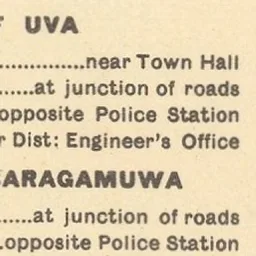 UVA
...............near Town Hall
......at junction of roads
opposite Police Station
Dist: Engineer's Office
ARAGAMUWA
......at junction of roads
.opposite Police Station